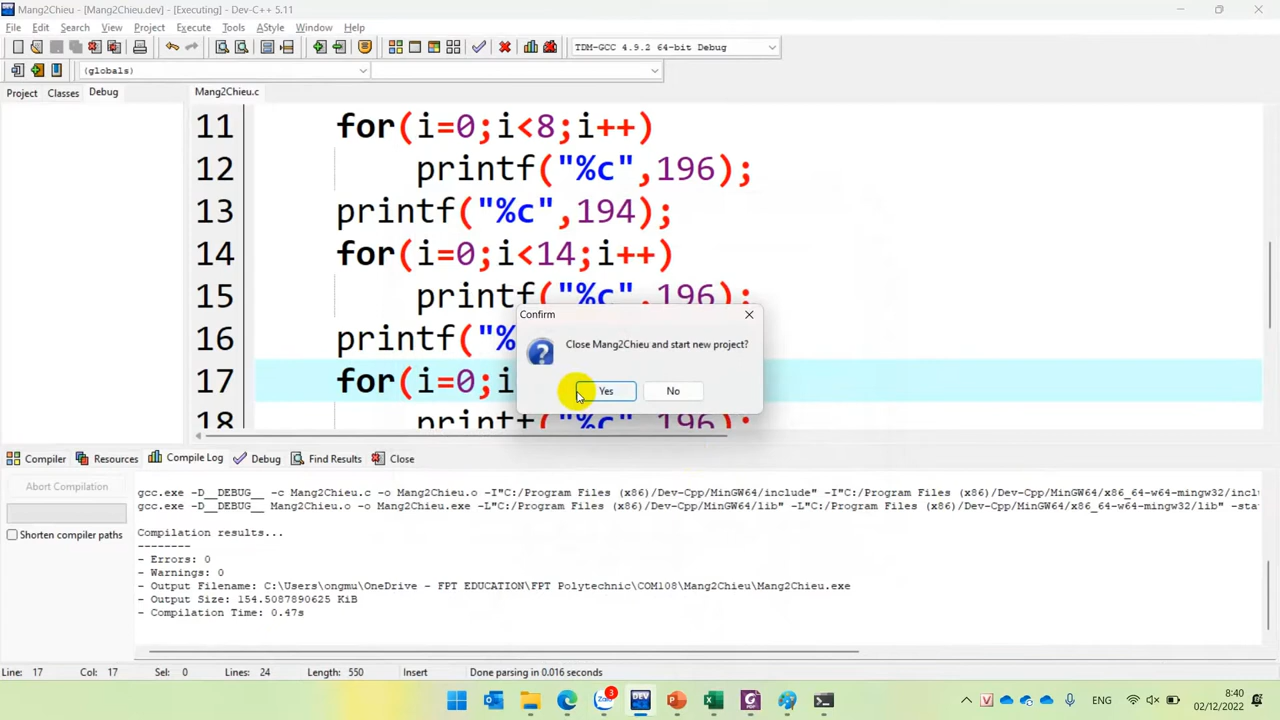 Mang2Chieu - [Mang2Chieu.dev] - [Executing] - Dev-C++ 5.11
File Edit Search View Project Execute Tools AStyle Window Help
TDM-GCC 4.9.2 64-bit Debug
(globals)
Project Classes Debug
Mang2Chieu.c
11 for(i=0;i<8;i++)
12 printf("%c",196);
13 printf("%c",194);
14 for(i=0;i<14;i++)
15 printf("%c",196);
16 printf("%
17 for(i=0;i
18 printf("%c",196);
Confirm
Close Mang2Chieu and start new project?
Yes No
Compiler Resources Compile Log Debug Find Results Close
Abort Compilation
Shorten compiler paths
gcc.exe -D__DEBUG__ -c Mang2Chieu.c -o Mang2Chieu.o -I"C:/Program Files (x86)/Dev-Cpp/MinGW64/include" -I"C:/Program Files (x86)/Dev-Cpp/MinGW64/x86_64-w64-mingw32/incl
gcc.exe -D__DEBUG__ Mang2Chieu.o -o Mang2Chieu.exe -L"C:/Program Files (x86)/Dev-Cpp/MinGW64/lib" -L"C:/Program Files (x86)/Dev-Cpp/MinGW64/x86_64-w64-mingw32/lib" -sta
Compilation results...
--------
- Errors: 0
- Warnings: 0
- Output Filename: C:\Users\ongmu\OneDrive - FPT EDUCATION\FPT Polytechnic\COM108\Mang2Chieu\Mang2Chieu.exe
- Output Size: 154.5087890625 KiB
- Compilation Time: 0.47s
Line: 17 Col: 17 Sel: 0 Lines: 24 Length: 550 Insert Done parsing in 0.016 seconds
Zalo 3
DEV
ENG
8:40
02/12/2022